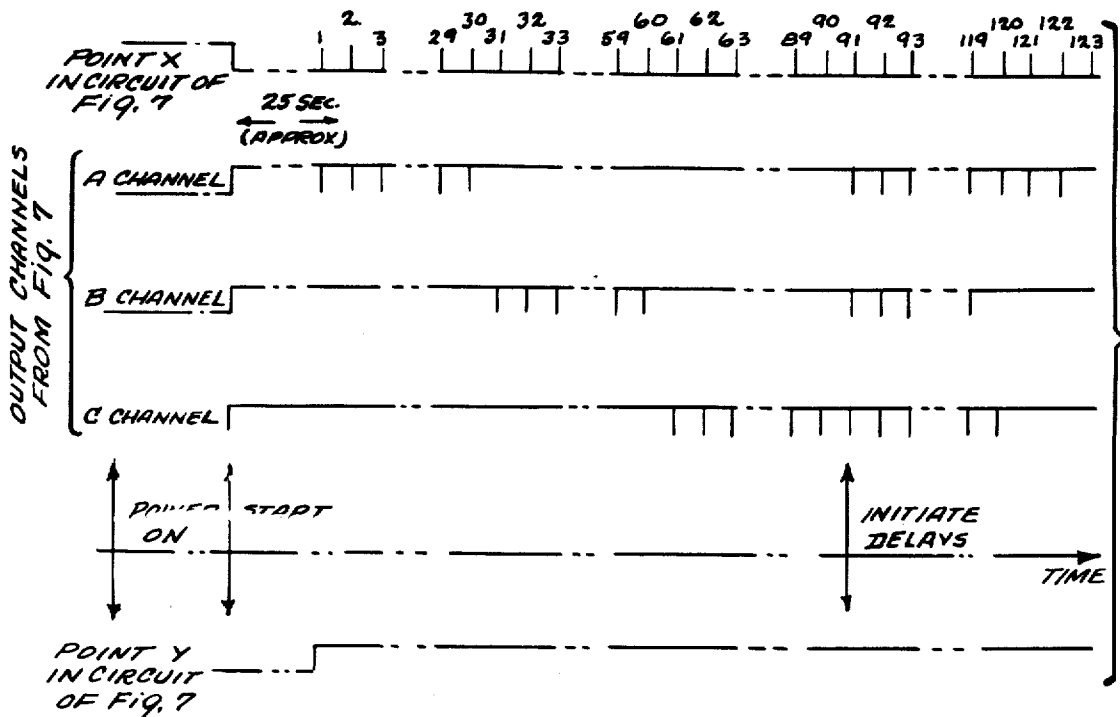 2. 30 32 60 62 90 92 120 122
1 3 29 31 33 59 61 63 89 91 93 119 121 123
POINT X
IN CIRCUIT OF
Fig. 7
25 SEC.
(APPROX)
OUTPUT CHANNELS
FROM Fig. 7
A CHANNEL
B CHANNEL
C CHANNEL
POWER START
ON
INITIATE
DELAYS
TIME
POINT Y
IN CIRCUIT
OF Fig. 7